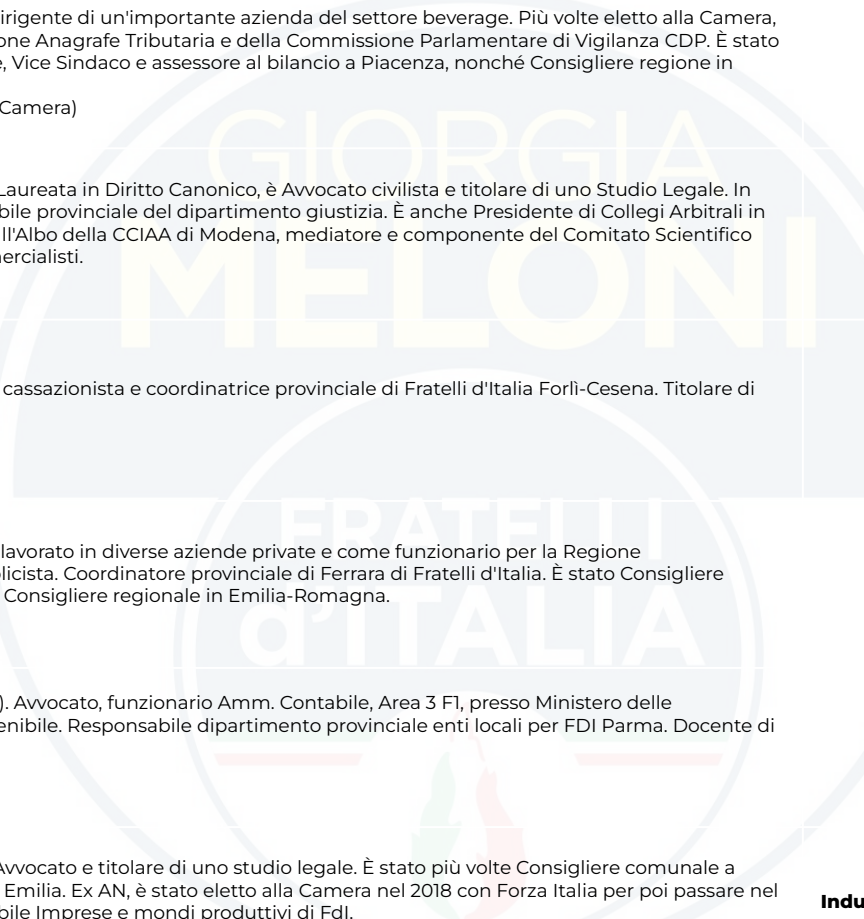 irigente di un'importante azienda del settore beverage. Più volte eletto alla Camera,
one Anagrafe Tributaria e della Commissione Parlamentare di Vigilanza CDP. È stato
e, Vice Sindaco e assessore al bilancio a Piacenza, nonché Consigliere regione in
Camera)
GIORGIA
Laureata in Diritto Canonico, è Avvocato civilista e titolare di uno Studio Legale. In
bile provinciale del dipartimento giustizia. È anche Presidente di Collegi Arbitrali in
ll'Albo della CCIAA di Modena, mediatore e componente del Comitato Scientifico
ercialisti.
MELONI
cassazionista e coordinatrice provinciale di Fratelli d'Italia Forlì-Cesena. Titolare di
FRATELLI
lavorato in diverse aziende private e come funzionario per la Regione
licista. Coordinatore provinciale di Ferrara di Fratelli d'Italia. È stato Consigliere
Consigliere regionale in Emilia-Romagna.
d'ITALIA
). Avvocato, funzionario Amm. Contabile, Area 3 F1, presso Ministero delle
enibile. Responsabile dipartimento provinciale enti locali per FDI Parma. Docente di
Avvocato e titolare di uno studio legale. È stato più volte Consigliere comunale a
Emilia. Ex AN, è stato eletto alla Camera nel 2018 con Forza Italia per poi passare nel
bile Imprese e mondi produttivi di FdI.
Indu